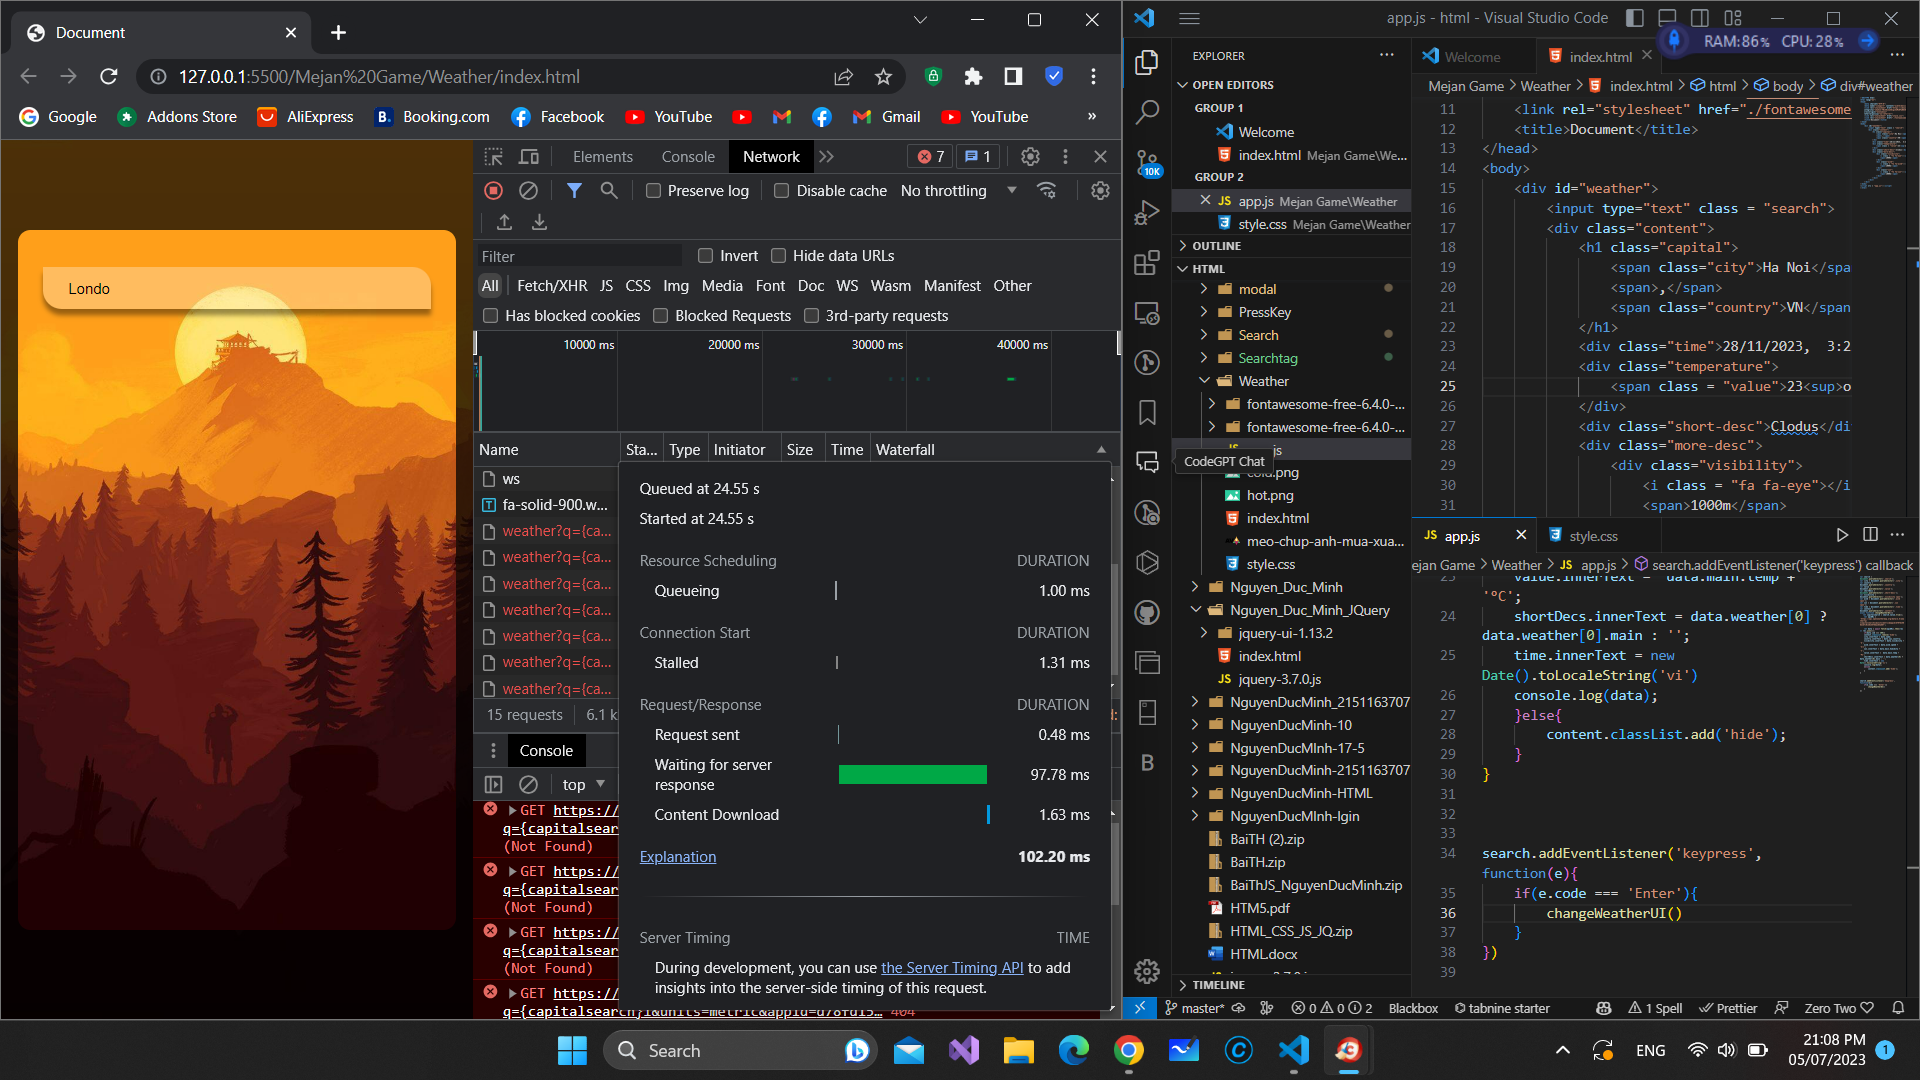 Document
127.0.0.1:5500/Mejan%20Game/Weather/index.html
Google
Addons Store
AliExpress
B.
Booking.com
Facebook
YouTube
Gmail
YouTube
»
Londo
Elements
Console
Network
7
1
Preserve log
Disable cache
No throttling
Filter
Invert
Hide data URLs
All
Fetch/XHR
JS
CSS
Img
Media
Font
Doc
WS
Wasm
Manifest
Other
Has blocked cookies
Blocked Requests
3rd-party requests
10000 ms
20000 ms
30000 ms
40000 ms
Name
Sta...
Type
Initiator
Size
Time
Waterfall
ws
fa-solid-900.w...
weather?q={ca...
weather?q={ca...
weather?q={ca...
weather?q={ca...
weather?q={ca...
weather?q={ca...
weather?q={ca...
15 requests
6.1 k
Queued at 24.55 s
Started at 24.55 s
Resource Scheduling
DURATION
Queueing
1.00 ms
Connection Start
DURATION
Stalled
1.31 ms
Request/Response
DURATION
Request sent
0.48 ms
Waiting for server
response
97.78 ms
Content Download
1.63 ms
Explanation
102.20 ms
Server Timing
TIME
During development, you can use the Server Timing API to add
insights into the server-side timing of this request.
Console
top
GET https://
q={capitalsear
(Not Found)
GET https://
q={capitalsear
(Not Found)
GET https://
q={capitalsear
(Not Found)
GET https://
404
app.js - html - Visual Studio Code
RAM:86% CPU:28%
EXPLORER
OPEN EDITORS
GROUP 1
Welcome
index.html Mejan Game\We...
GROUP 2
JS app.js Mejan Game\Weather
style.css Mejan Game\Weather
OUTLINE
HTML
modal
PressKey
Search
Searchtag
Weather
fontawesome-free-6.4.0-...
fontawesome-free-6.4.0-...
CodeGPT Chat
hot.png
index.html
meo-chup-anh-mua-xua...
style.css
Nguyen_Duc_Minh
Nguyen_Duc_Minh_JQuery
jquery-ui-1.13.2
index.html
JS jquery-3.7.0.js
NguyenDucMinh_2151163707
NguyenDucMinh-10
NguyenDucMinh-17-5
NguyenDucMinh-2151163707
NguyenDucMinh-HTML
NguyenDucMInh-lgin
BaiTH (2).zip
BaiTH.zip
BaiThJS_NguyenDucMinh.zip
HTM5.pdf
HTML_CSS_JS_JQ.zip
HTML.docx
TIMELINE
10K
B
Welcome
index.html
Mejan Game > Weather > index.html > html > body > div#weather
11 <link rel="stylesheet" href="./fontawesome
12 <title>Document</title>
13 </head>
14 <body>
15 <div id="weather">
16 <input type="text" class = "search">
17 <div class="content">
18 <h1 class="capital">
19 <span class="city">Ha Noi</spa
20 <span>,</span>
21 <span class="country">VN</span
22 </h1>
23 <div class="time">28/11/2023, 3:2
24 <div class="temperature">
25 <span class = "value">23<sup>o
26 </div>
27 <div class="short-desc">Clodus</di
28 <div class="more-desc">
29 <div class="visibility">
30 <i class = "fa fa-eye"></i
31 <span>1000m</span>
JS app.js
style.css
ejan Game > Weather > JS app.js > search.addEventListener('keypress') callback
value.innerText = data.main.temp +
'°C';
24 shortDecs.innerText = data.weather[0] ?
data.weather[0].main : '';
25 time.innerText = new
Date().toLocaleString('vi')
26 console.log(data);
27 }else{
28 content.classList.add('hide');
29 }
30 }
31
32
33
34 search.addEventListener('keypress',
function(e){
35 if(e.code === 'Enter'){
36 changeWeatherUI()
37 }
38 })
39
master*
0 0 2
Blackbox
tabnine starter
1 Spell
Prettier
Zero Two
Search
ENG
21:08 PM
05/07/2023
1